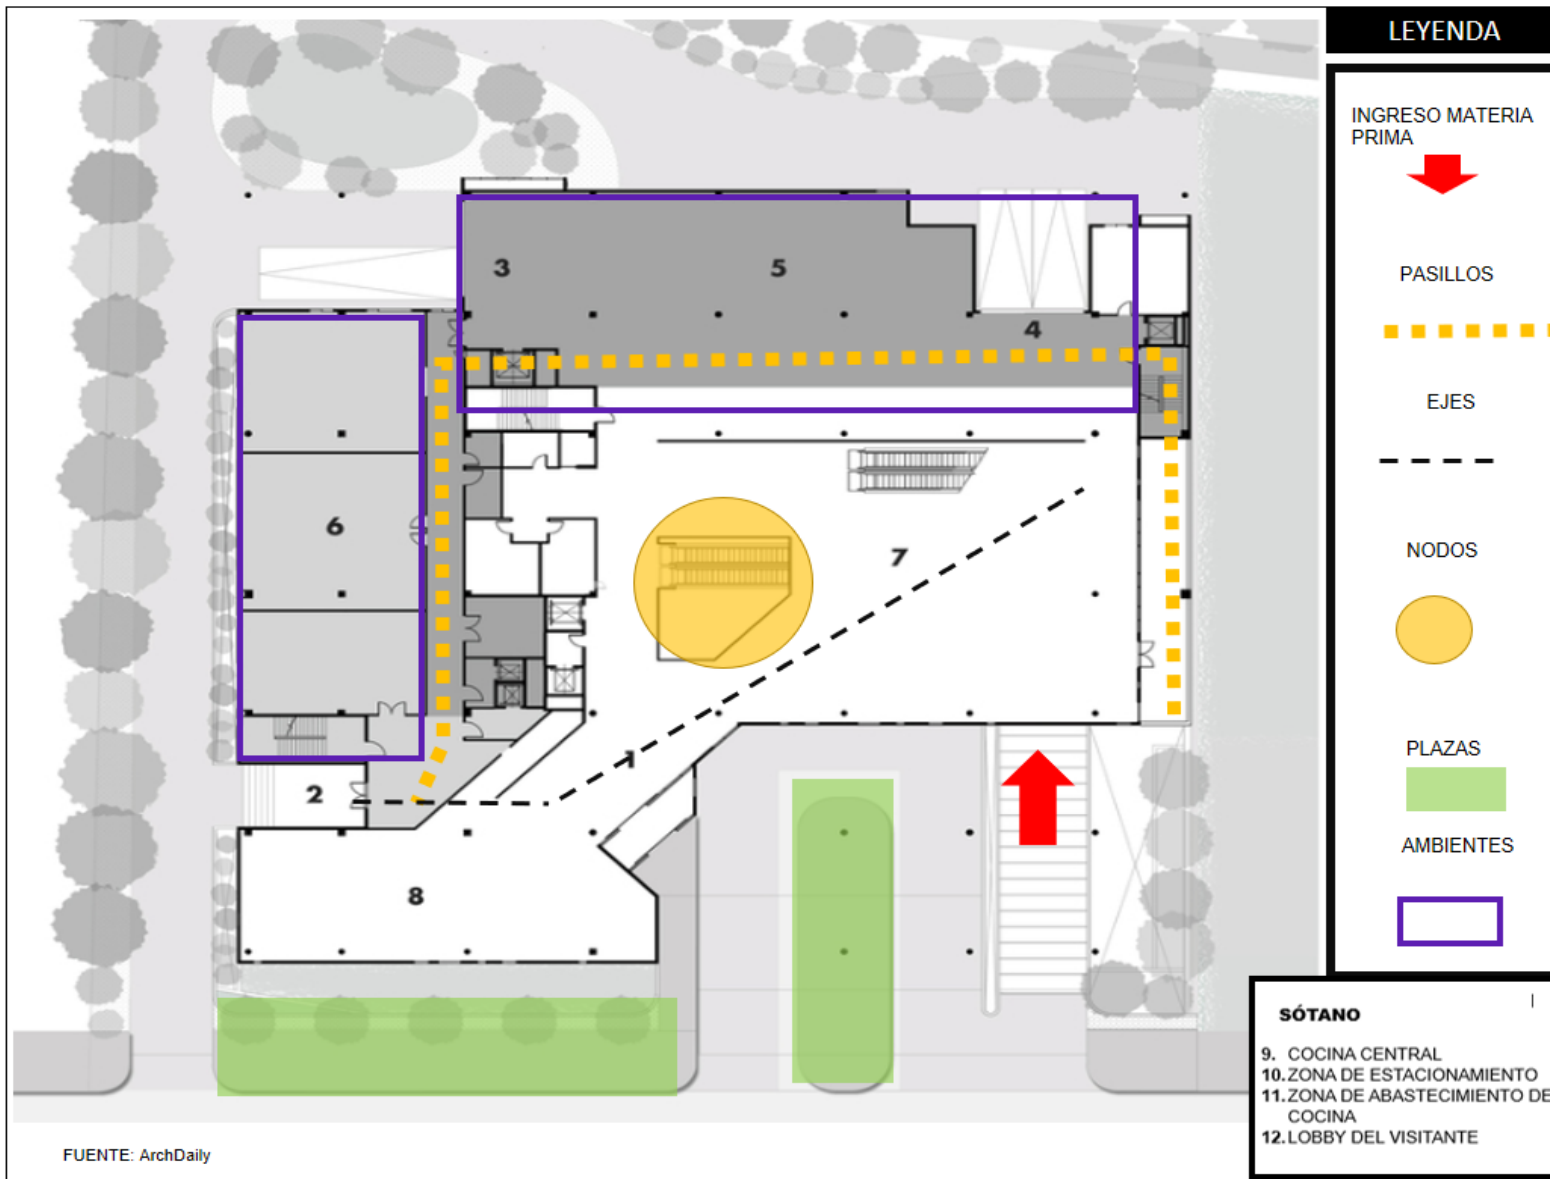 LEYENDA
INGRESO MATERIA
PRIMA
PASILLOS
EJES
NODOS
PLAZAS
AMBIENTES
3
5
4
6
7
1
2
8
SÓTANO
9. COCINA CENTRAL
10. ZONA DE ESTACIONAMIENTO
11. ZONA DE ABASTECIMIENTO DE
COCINA
12. LOBBY DEL VISITANTE
FUENTE: ArchDaily